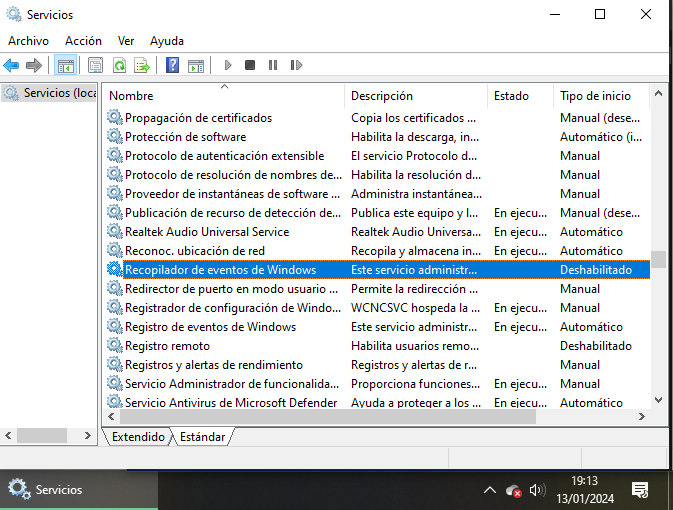 Servicios
Archivo Acción Ver Ayuda
Servicios (loca
Nombre Descripción Estado Tipo de inicio
Propagación de certificados Copia los certificados ... Manual (dese...
Protección de software Habilita la descarga, in... Automático (i...
Protocolo de autenticación extensible El servicio Protocolo d... Manual
Protocolo de resolución de nombres de... Habilita la resolución d... Manual
Proveedor de instantáneas de software ... Administra instantánea... Manual
Publicación de recurso de detección de... Publica este equipo y l... En ejecu... Manual (dese...
Realtek Audio Universal Service Realtek Audio Universa... En ejecu... Automático
Reconoc. ubicación de red Recopila y almacena in... En ejecu... Automático
Recopilador de eventos de Windows Este servicio administr... Deshabilitado
Redirector de puerto en modo usuario ... Permite la redirección ... Manual
Registrador de configuración de Windo... WCNCSVC hospeda la ... En ejecu... Manual
Registro de eventos de Windows Este servicio administr... En ejecu... Automático
Registro remoto Habilita usuarios remo... Deshabilitado
Registros y alertas de rendimiento Registros y alertas de r... Manual
Servicio Administrador de funcionalida... Proporciona funciones... En ejecu... Manual
Servicio Antivirus de Microsoft Defender Ayuda a proteger a los ... En ejecu... Automático
Extendido Estándar
Servicios
19:13
13/01/2024